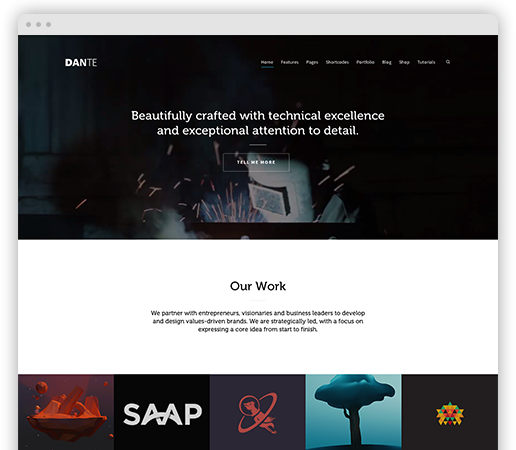 DANTE
Home Features Pages Shortcodes Portfolio Blog Shop Tutorials
Beautifully crafted with technical excellence
and exceptional attention to detail.
TELL ME MORE
Our Work
We partner with entrepreneurs, visionaries and business leaders to develop
and design values-driven brands. We are strategically led, with a focus on
expressing a core idea from start to finish.
SAAP